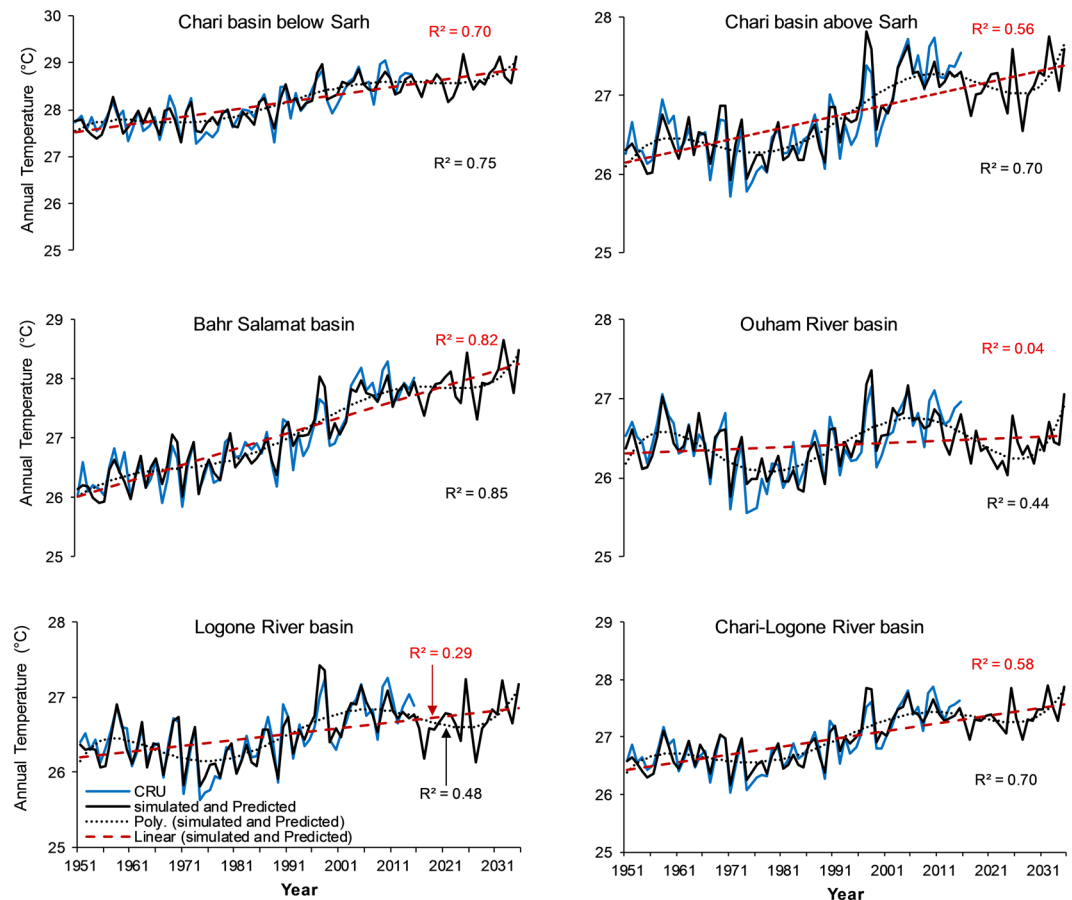 Chari basin below Sarh
R² = 0.70
R² = 0.75
Annual Temperature (°C)
30
29
28
27
26
25
Chari basin above Sarh
R² = 0.56
R² = 0.70
28
27
26
25
Bahr Salamat basin
R² = 0.82
R² = 0.85
Annual Temperature (°C)
29
28
27
26
25
Ouham River basin
R² = 0.04
R² = 0.44
28
27
26
25
Logone River basin
R² = 0.29
R² = 0.48
Annual Temperature (°C)
28
27
26
25
CRU
simulated and Predicted
Poly. (simulated and Predicted)
Linear (simulated and Predicted)
1951 1961 1971 1981 1991 2001 2011 2021 2031
Year
Chari-Logone River basin
R² = 0.58
R² = 0.70
29
28
27
26
25
1951 1961 1971 1981 1991 2001 2011 2021 2031
Year